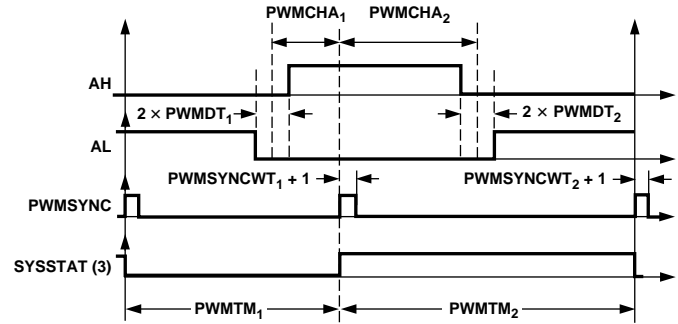 PWMCHA₁ PWMCHA₂
AH
2 × PWMDT₁ 2 × PWMDT₂
AL
PWMSYNCWT₁ + 1 PWMSYNCWT₂ + 1
PWMSYNC
SYSSTAT (3)
PWMTM₁ PWMTM₂